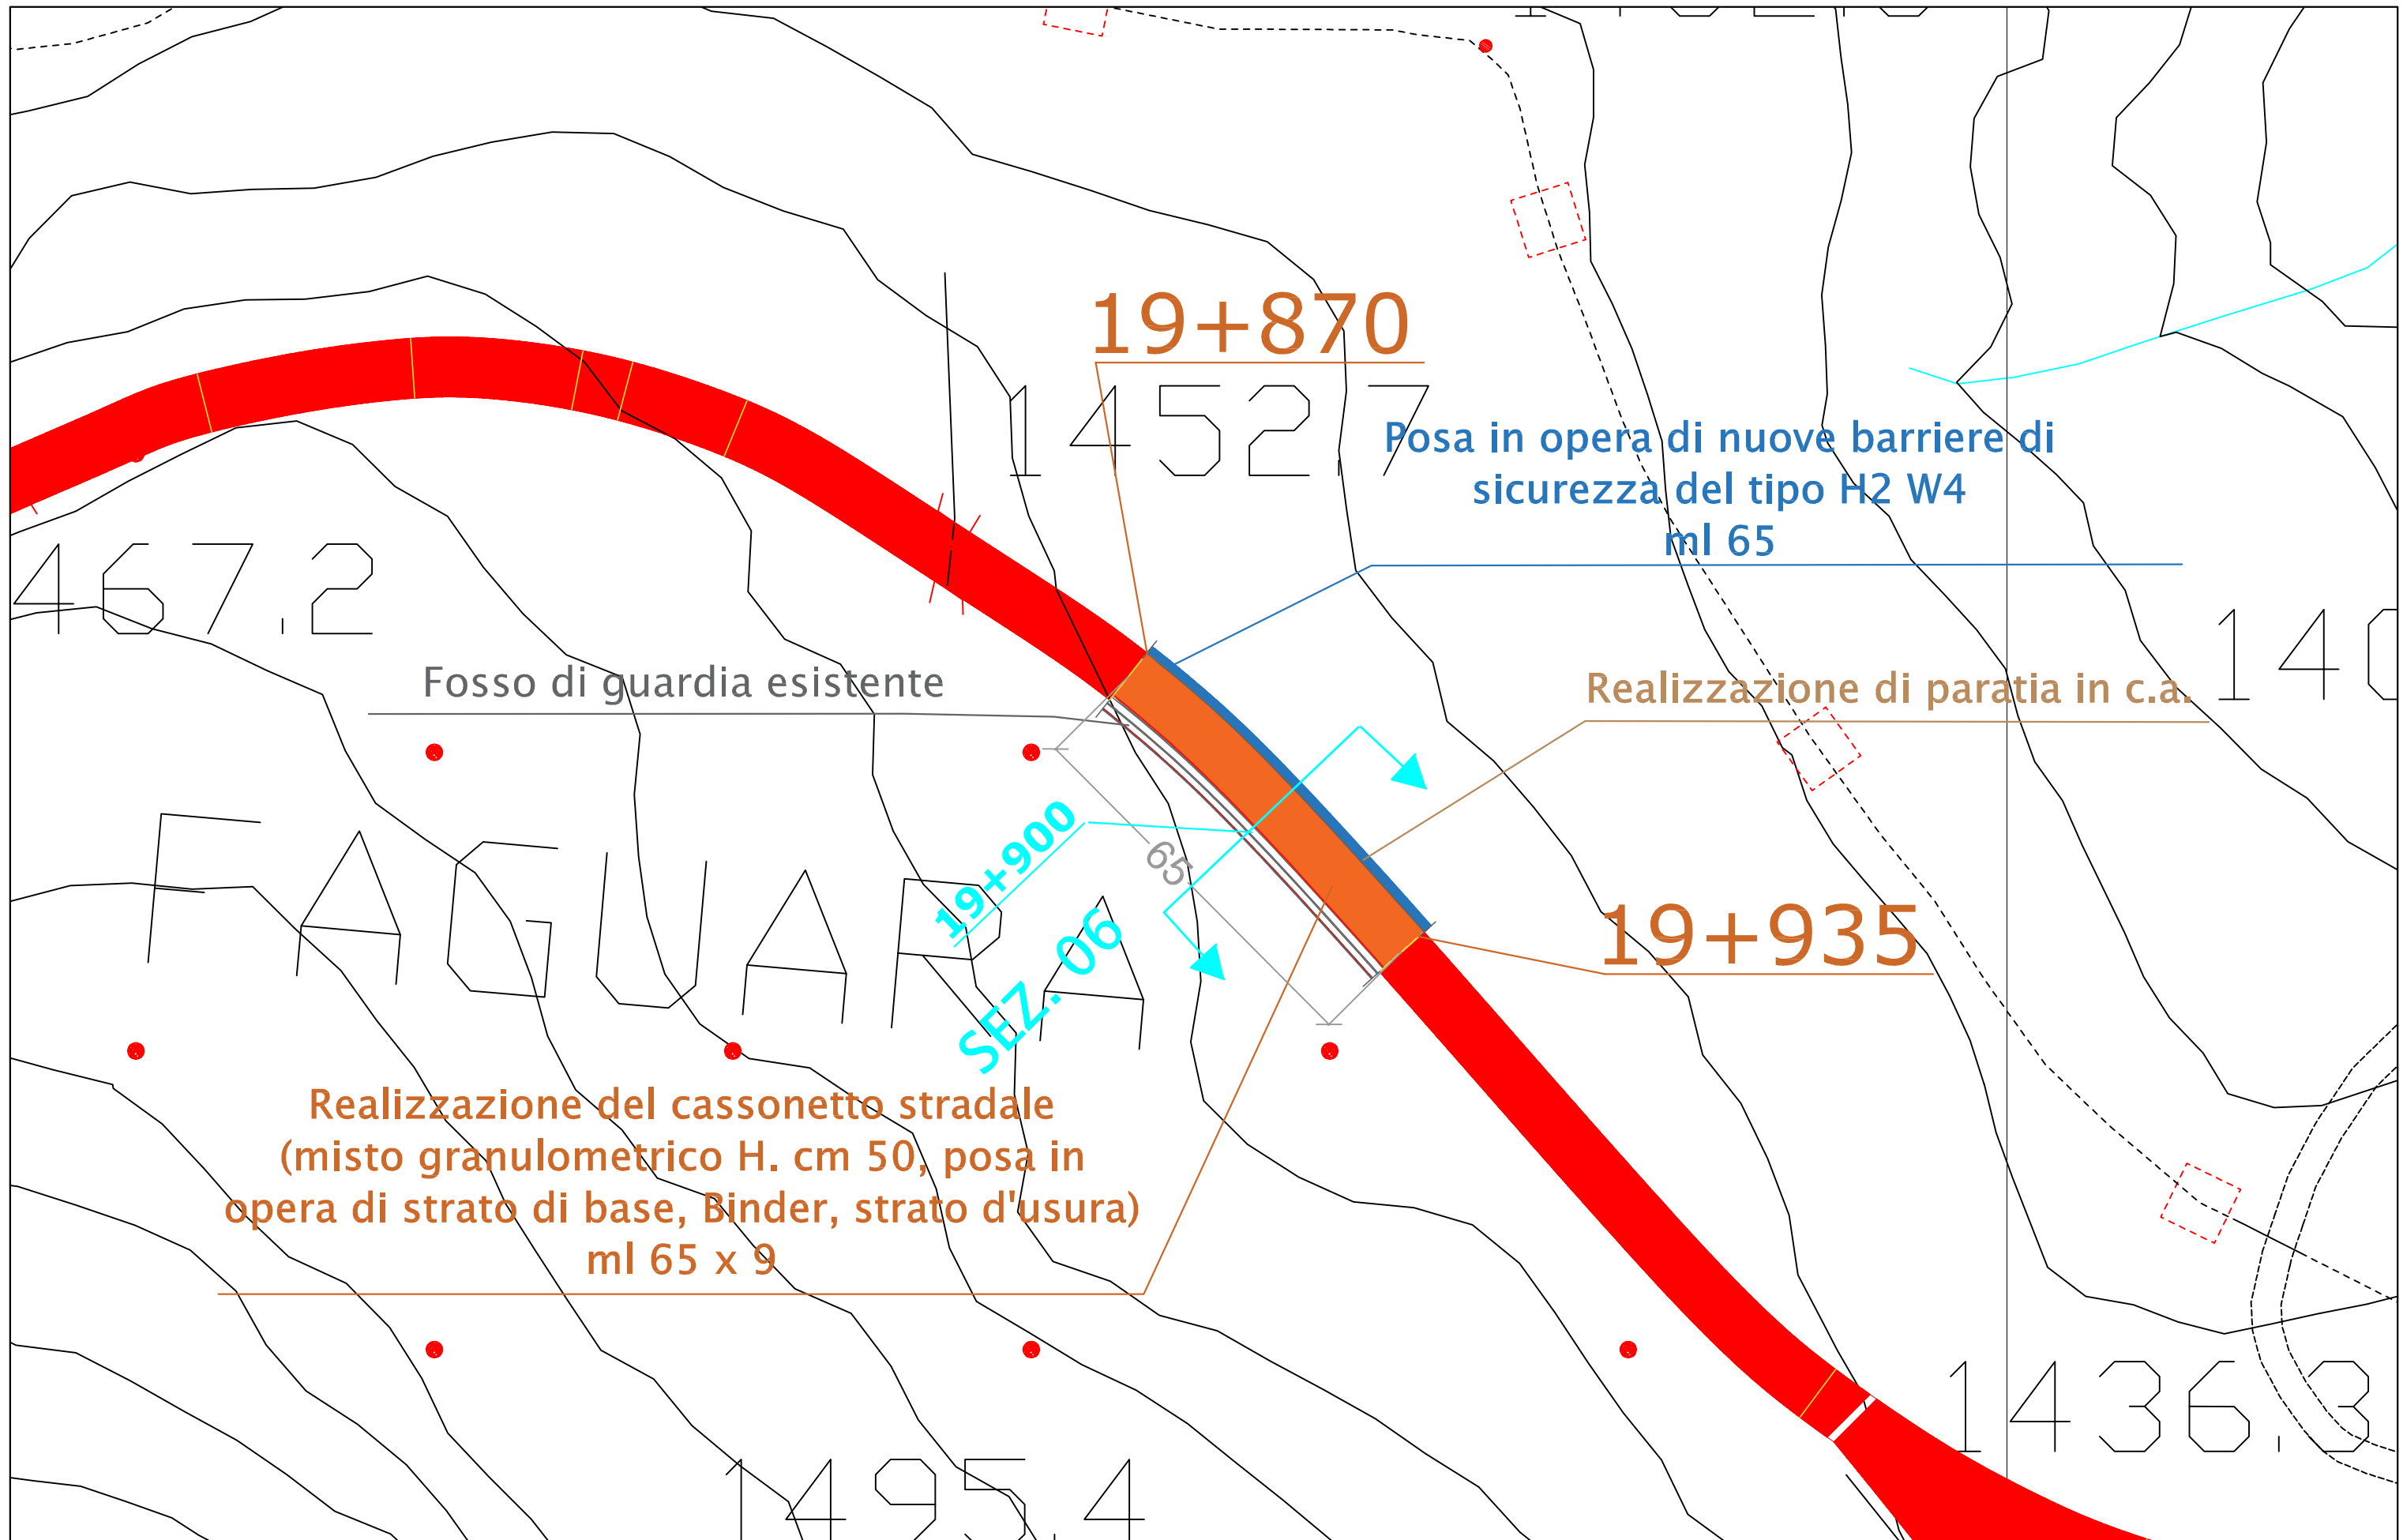 19+870
1452,7
Posa in opera di nuove barriere di
sicurezza del tipo H2 W4
ml 65
467,2
Fosso di guardia esistente
Realizzazione di paratia in c.a.
140
19+900
65
FAGUARA
SEZ. 06
19+935
Realizzazione del cassonetto stradale
(misto granulometrico H. cm 50, posa in
opera di strato di base, Binder, strato d'usura)
ml 65 x 9
1436,3
1495,4